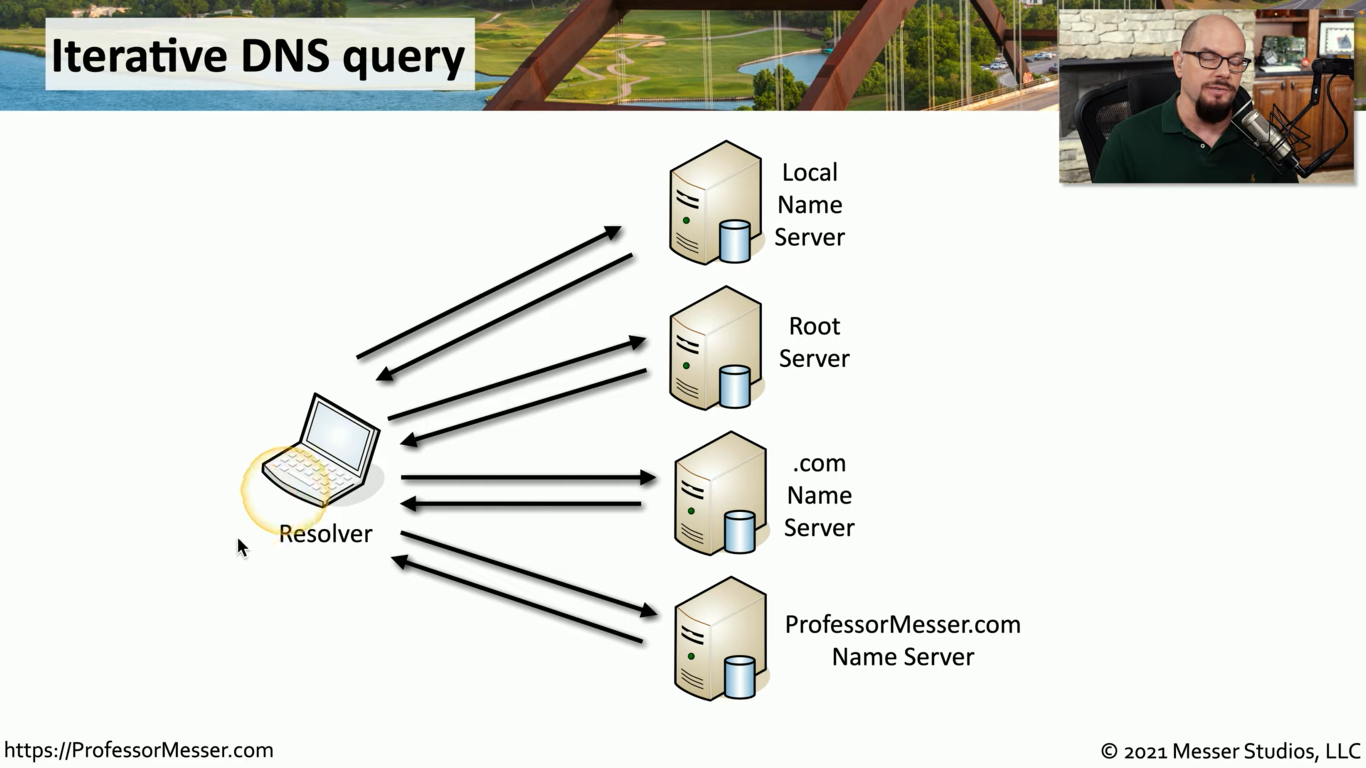 Iterative DNS query
Local
Name
Server
Root
Server
.com
Name
Server
Resolver
ProfessorMesser.com
Name Server
https://ProfessorMesser.com
© 2021 Messer Studios, LLC